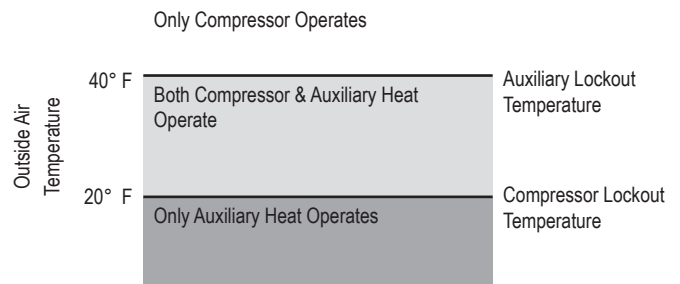 Only Compressor Operates
40° F
Auxiliary Lockout
Temperature
Both Compressor & Auxiliary Heat
Operate
Outside Air
Temperature
20° F
Compressor Lockout
Temperature
Only Auxiliary Heat Operates